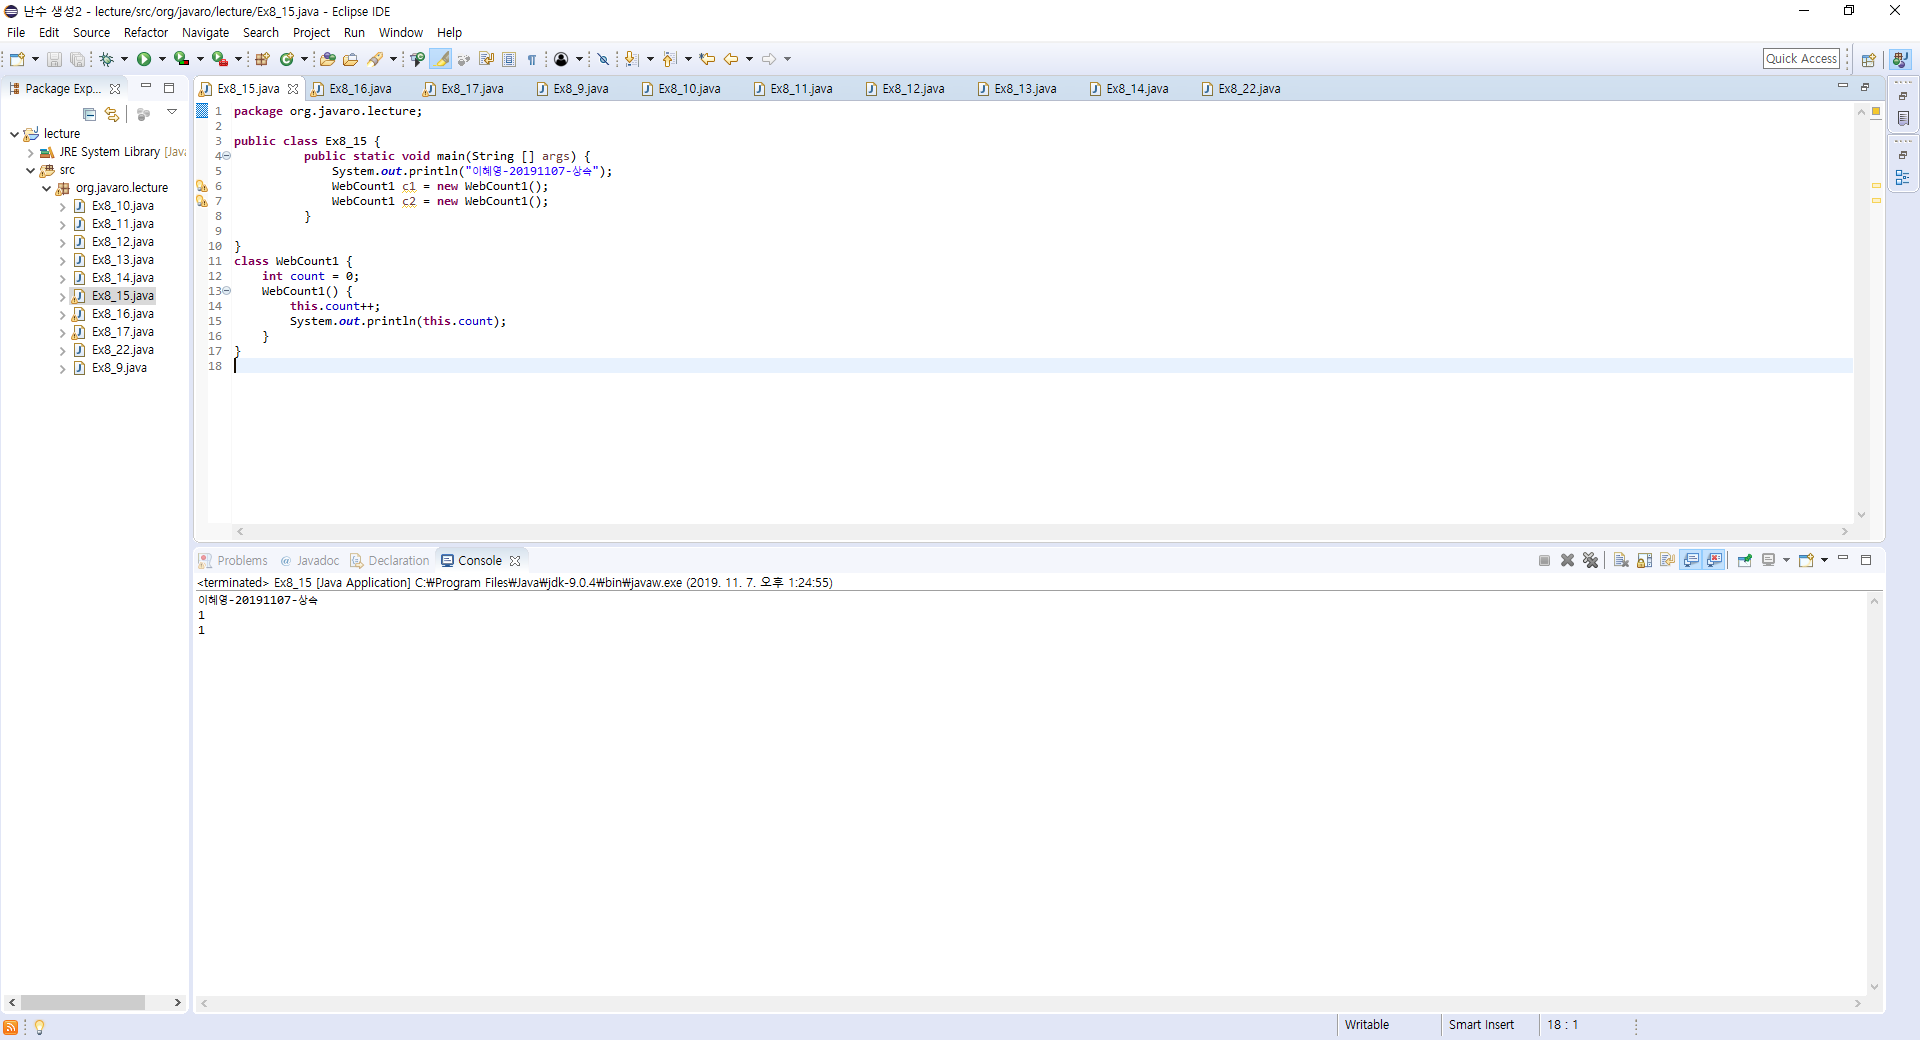 난수 생성2 - lecture/src/org/javaro/lecture/Ex8_15.java - Eclipse IDE
File Edit Source Refactor Navigate Search Project Run Window Help
Quick Access
Package Exp...
Ex8_15.java Ex8_16.java Ex8_17.java Ex8_9.java Ex8_10.java Ex8_11.java Ex8_12.java Ex8_13.java Ex8_14.java Ex8_22.java
lecture
JRE System Library [Java
src
org.javaro.lecture
Ex8_10.java
Ex8_11.java
Ex8_12.java
Ex8_13.java
Ex8_14.java
Ex8_15.java
Ex8_16.java
Ex8_17.java
Ex8_22.java
Ex8_9.java
1 package org.javaro.lecture;
2
3 public class Ex8_15 {
4 public static void main(String [] args) {
5 System.out.println("이혜영-20191107-상속");
6 WebCount1 c1 = new WebCount1();
7 WebCount1 c2 = new WebCount1();
8 }
9
10 }
11 class WebCount1 {
12 int count = 0;
13 WebCount1() {
14 this.count++;
15 System.out.println(this.count);
16 }
17 }
18
Problems @ Javadoc Declaration Console
<terminated> Ex8_15 [Java Application] C:₩Program Files₩Java₩jdk-9.0.4₩bin₩javaw.exe (2019. 11. 7. 오후 1:24:55)
이혜영-20191107-상속
1
1
Writable Smart Insert 18 : 1